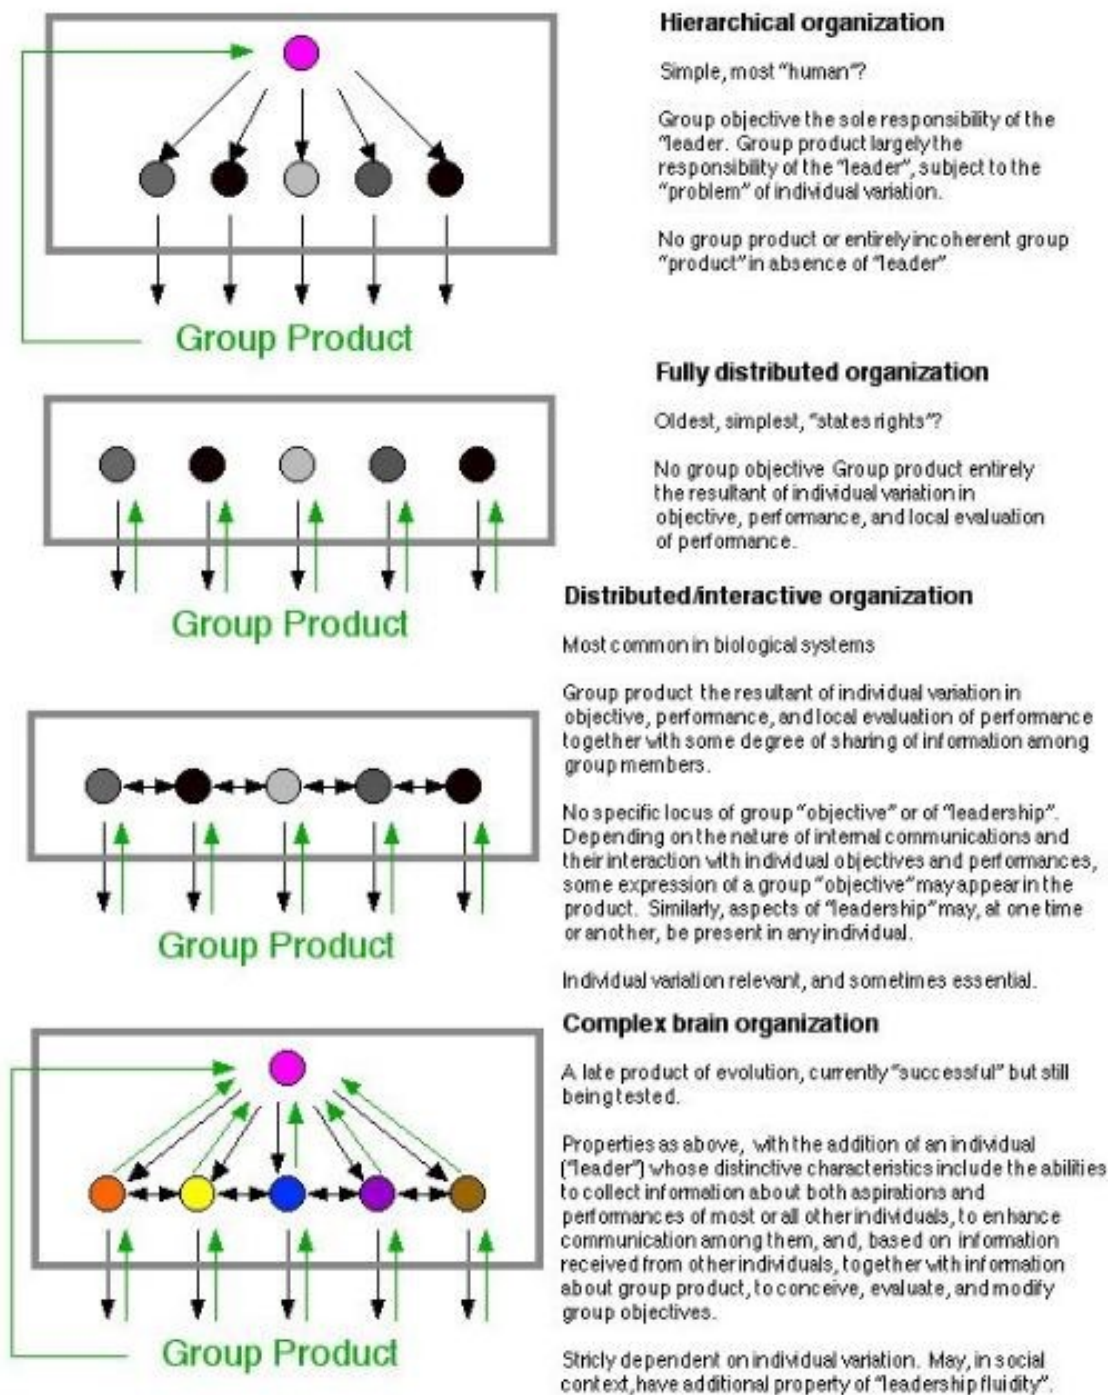 Hierarchical organization
Simple, most "human"?
Group objective the sole responsibility of the
"leader. Group product largely the
responsibility of the "leader", subject to the
"problem" of individual variation.
No group product or entirely incoherent group
"product" in absence of "leader"
Group Product
Fully distributed organization
Oldest, simplest, "states rights"?
No group objective Group product entirely
the resultant of individual variation in
objective, performance, and local evaluation
of performance.
Group Product
Distributed/interactive organization
Most common in biological systems
Group product the resultant of individual variation in
objective, performance, and local evaluation of performance
together with some degree of sharing of information among
group members.
No specific locus of group "objective" or of "leadership".
Depending on the nature of internal communications and
their interaction with individual objectives and performances,
some expression of a group "objective" may appear in the
product. Similarly, aspects of "leadership" may, at one time
or another, be present in any individual.
Individual variation relevant, and sometimes essential.
Group Product
Complex brain organization
A late product of evolution, currently "successful" but still
being tested.
Properties as above, with the addition of an individual
("leader") whose distinctive characteristics include the abilities
to collect information about both aspirations and
performances of most or all other individuals, to enhance
communication among them, and, based on information
received from other individuals, together with information
about group product, to conceive, evaluate, and modify
group objectives.
Stricly dependent on individual variation. May, in social
context, have additional property of "leadership fluidity".
Group Product